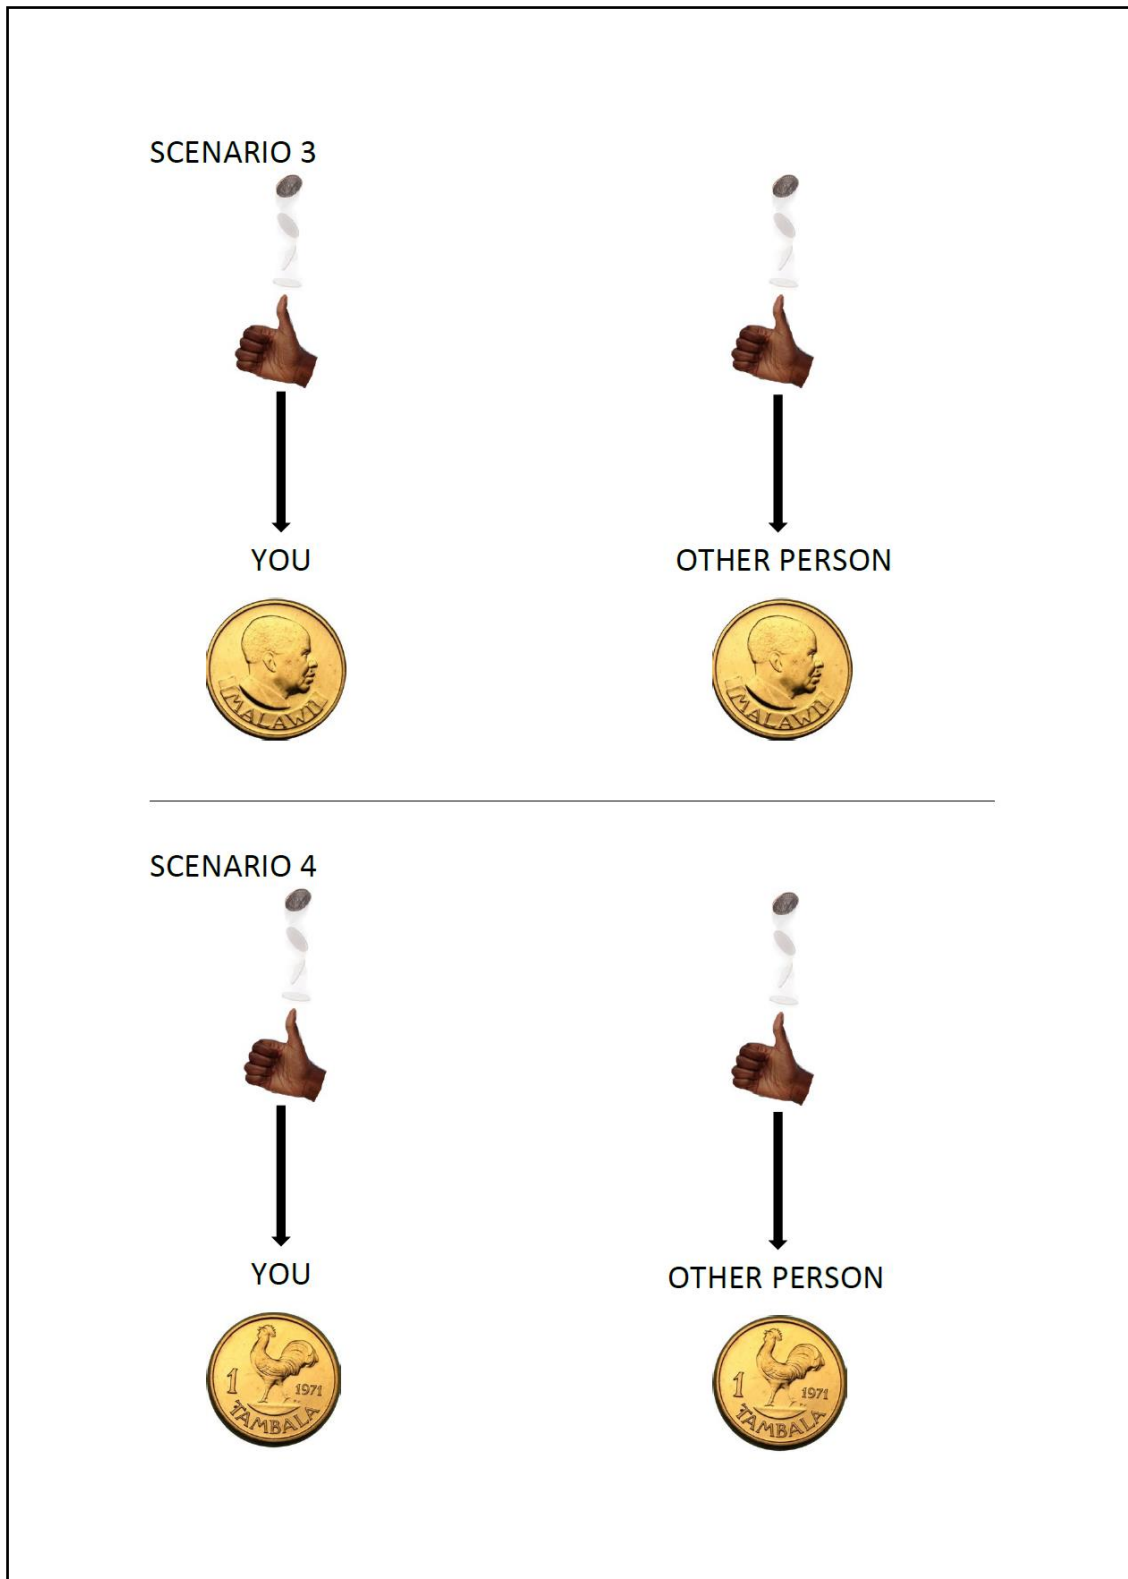 SCENARIO 3
YOU
OTHER PERSON
MALAWI
MALAWI
SCENARIO 4
YOU
OTHER PERSON
1 1971
TAMBALA
1 1971
TAMBALA